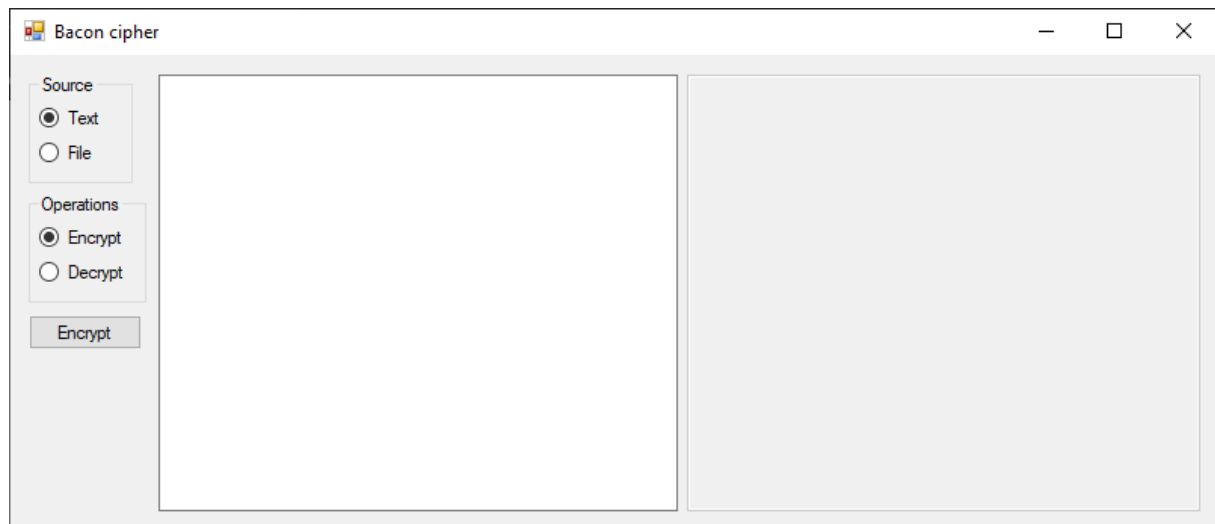 Bacon cipher
Source
Text
File
Operations
Encrypt
Decrypt
Encrypt